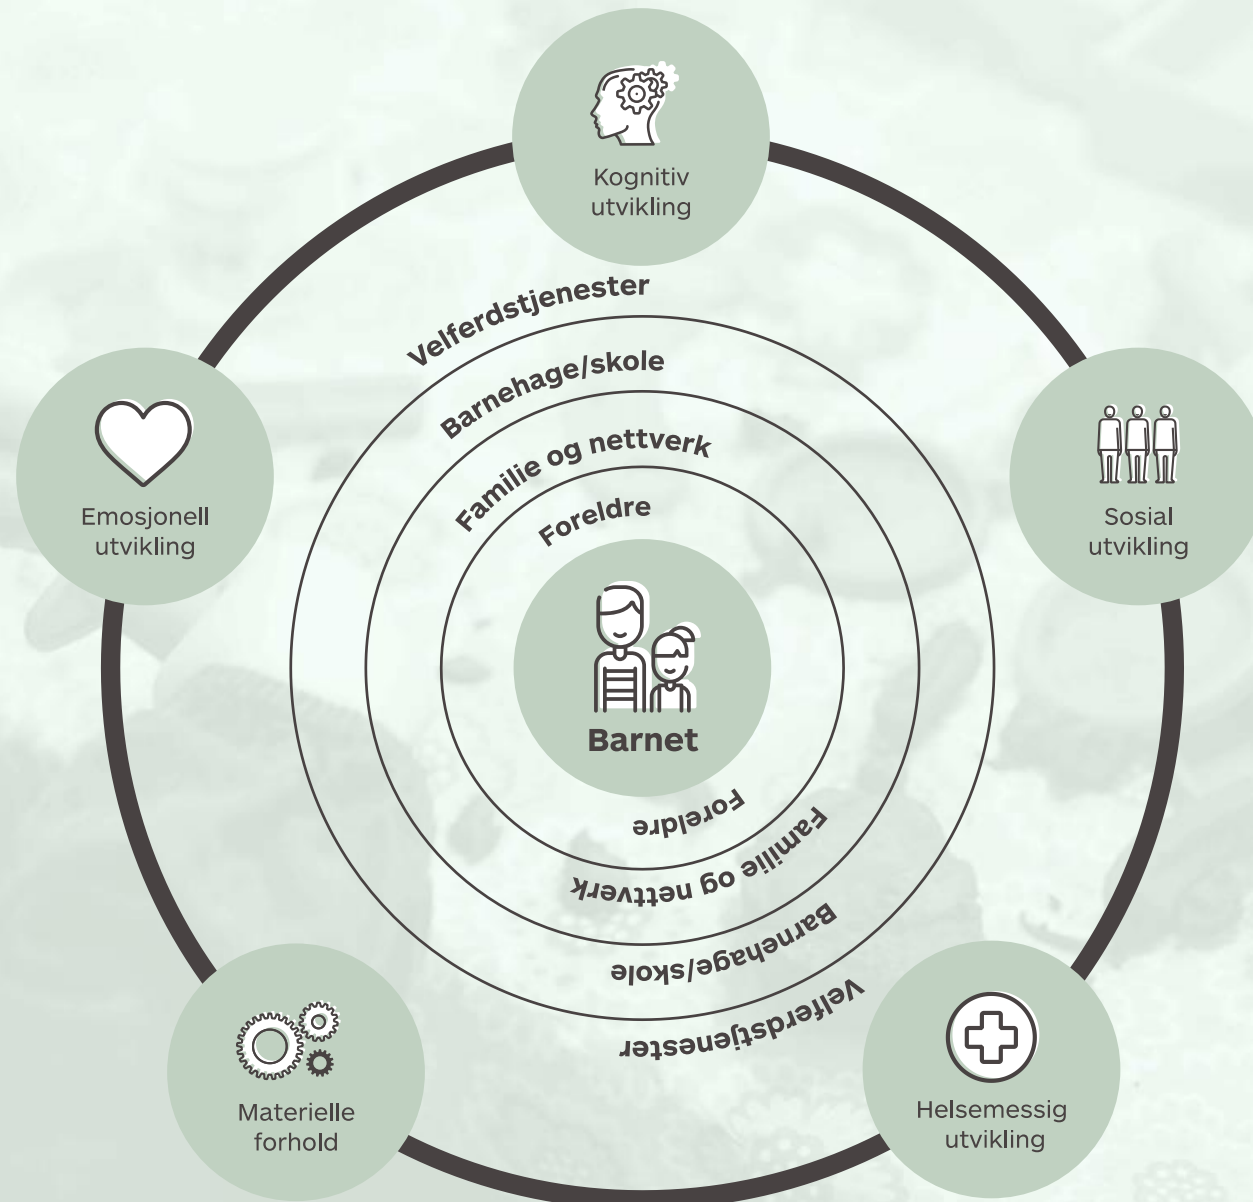 Kognitiv
utvikling
Velferdstjenester
Barnehage/skole
Familie og nettverk
Foreldre
Emosjonell
utvikling
Sosial
utvikling
Barnet
Foreldre
Familie og nettverk
Barnehage/skole
Velferdstjenester
Materielle
forhold
Helsemessig
utvikling